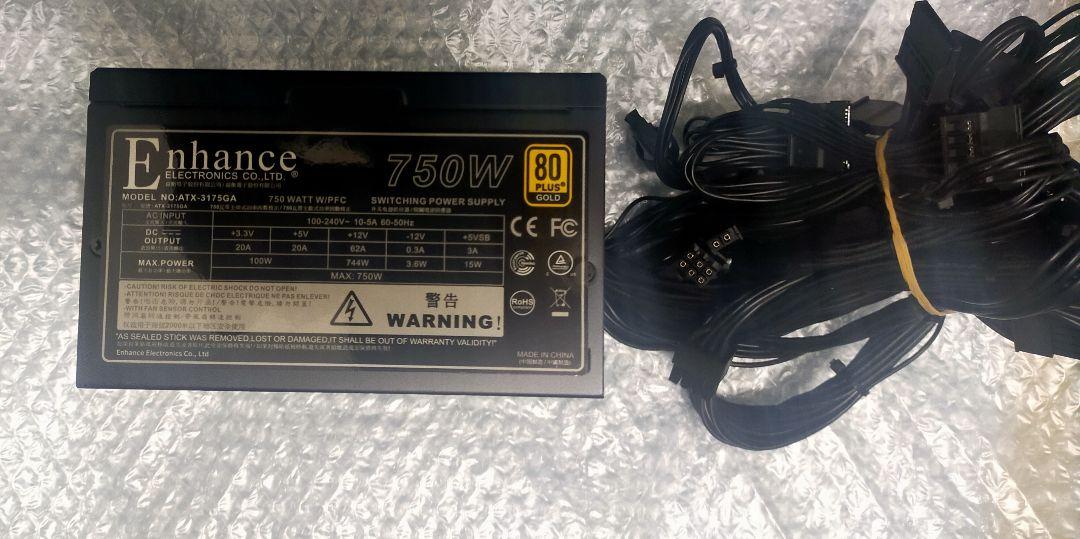 Enhance
ELECTRONICS CO.,LTD. ®
750W
80
PLUS®
GOLD
MODEL NO:ATX-3175GA 750 WATT W/PFC SWITCHING POWER SUPPLY
CE FC
AC INPUT 100-240V~ 10-5A 60-50Hz
DC OUTPUT +3.3V +5V +12V -12V +5VSB
20A 20A 62A 0.3A 3A
MAX.POWER 100W 744W 3.6W 15W
MAX: 750W
RoHS
-CAUTION! RISK OF ELECTRIC SHOCK DO NOT OPEN!
-ATTENTION! RISQUE DE CHOC ELECTRIQUE NE PAS ENLEVER!
-WITH FAN SENSOR CONTROL
警告
WARNING!
"AS SEALED STICK WAS REMOVED,LOST OR DAMAGED,IT SHALL BE OUT OF WARRANTY VALIDITY!"
Enhance Electronics Co., Ltd
MADE IN CHINA